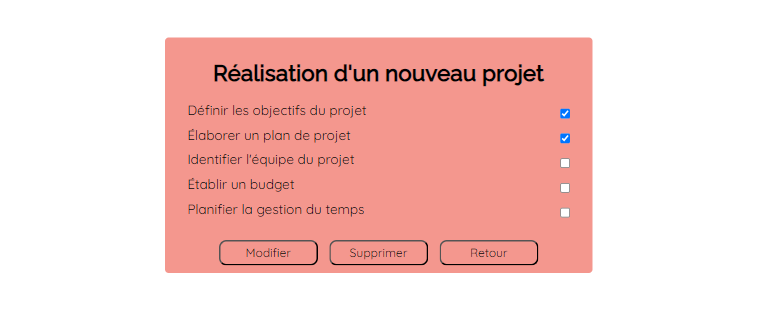 Réalisation d'un nouveau projet
Définir les objectifs du projet
Élaborer un plan de projet
Identifier l'équipe du projet
Établir un budget
Planifier la gestion du temps
Modifier Supprimer Retour